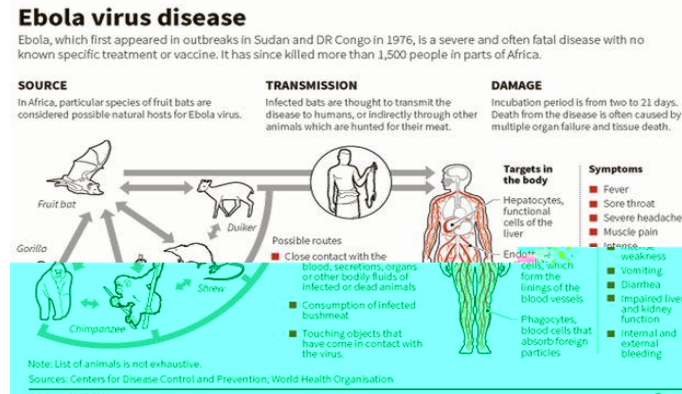 Ebola virus disease
Ebola, which first appeared in outbreaks in Sudan and DR Congo in 1976, is a severe and often fatal disease with no
known specific treatment or vaccine. It has since killed more than 1,500 people in parts of Africa.
SOURCE
In Africa, particular species of fruit bats are
considered possible natural hosts for Ebola virus.
TRANSMISSION
Infected bats are thought to transmit the
disease to humans, or indirectly through other
animals which are hunted for their meat.
DAMAGE
Incubation period is from two to 21 days.
Death from the disease is often caused by
multiple organ failure and tissue death.
Fruit bat
Duiker
Gorilla
Shrew
Chimpanzee
Possible routes
Close contact with the
blood, secretions, organs
or other bodily fluids of
infected or dead animals
Consumption of infected
bushmeat
Touching objects that
have come in contact with
the virus.
Targets in
the body
Hepatocytes,
functional
cells of the
liver
cells, which
form the
linings of the
blood vessels
Phagocytes,
blood cells that
absorb foreign
particles
Symptoms
Fever
Sore throat
Severe headache
Muscle pain
Intense
weakness
Vomiting
Diarrhea
Impaired liver
and kidney
function
Internal and
external
bleeding
Note: List of animals is not exhaustive.
Sources: Centers for Disease Control and Prevention; World Health Organisation